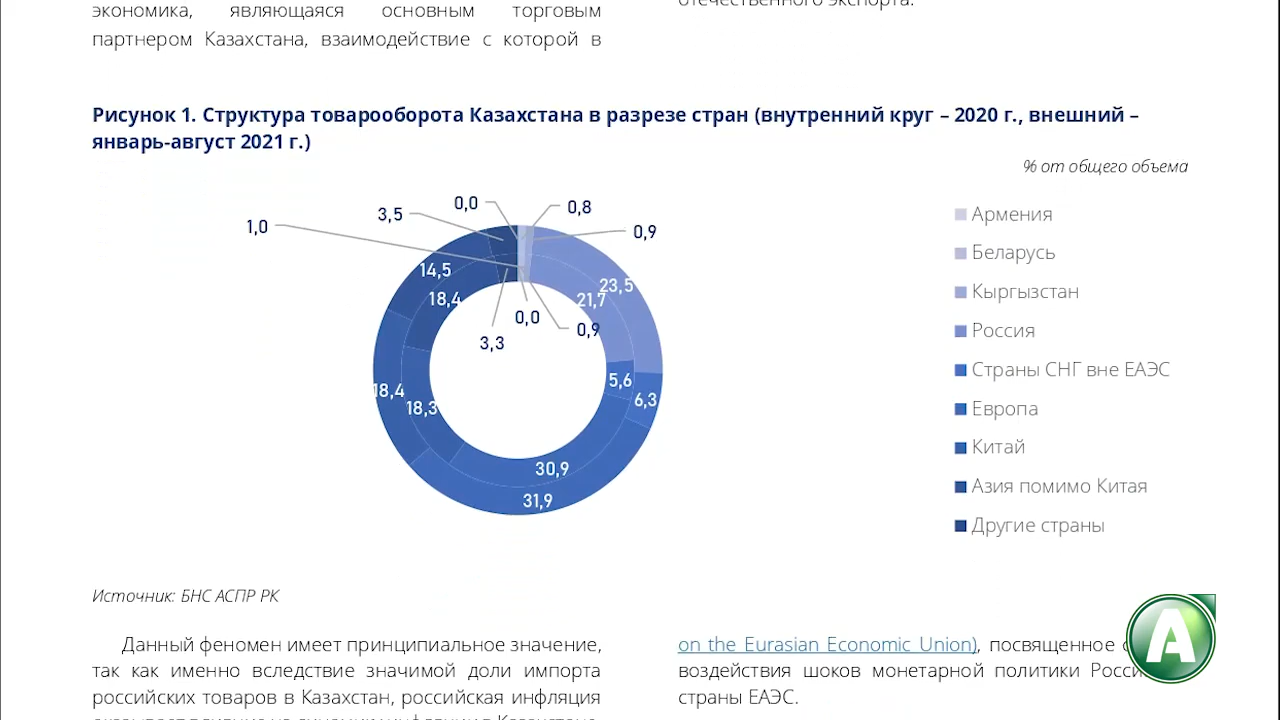 экономика, являющаяся основным торговым
партнером Казахстана, взаимодействие с которой в
отечественного экспорта.
Рисунок 1. Структура товарооборота Казахстана в разрезе стран (внутренний круг – 2020 г., внешний –
январь-август 2021 г.)
% от общего объема
0,0
0,8
3,5
1,0
0,9
14,5
23,5
18,4
21,7
0,0
0,9
3,3
5,6
18,4
6,3
18,3
30,9
31,9
Армения
Беларусь
Кыргызстан
Россия
Страны СНГ вне ЕАЭС
Европа
Китай
Азия помимо Китая
Другие страны
Источник: БНС АСПР РК
Данный феномен имеет принципиальное значение,
так как именно вследствие значимой доли импорта
российских товаров в Казахстан, российская инфляция
on the Eurasian Economic Union), посвященное
воздействия шоков монетарной политики
страны ЕАЭС.
A